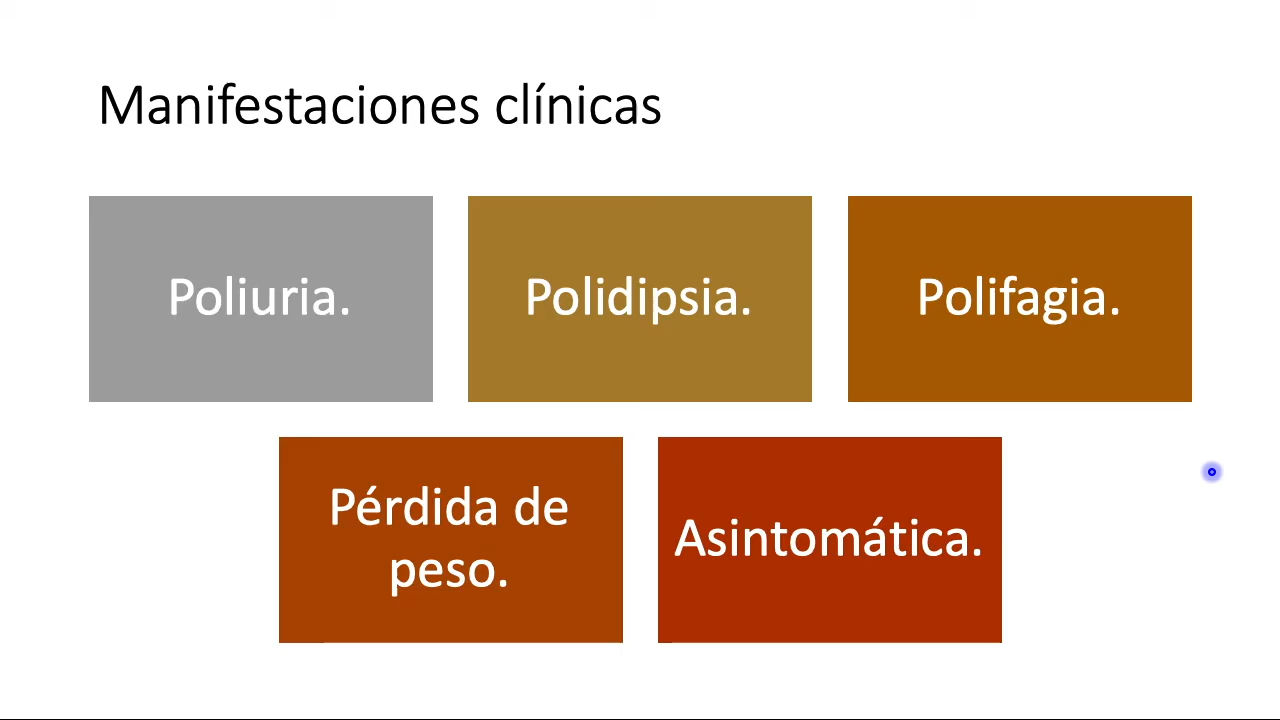 Manifestaciones clínicas
Poliuria.
Polidipsia.
Polifagia.
Pérdida de
peso.
Asintomática.